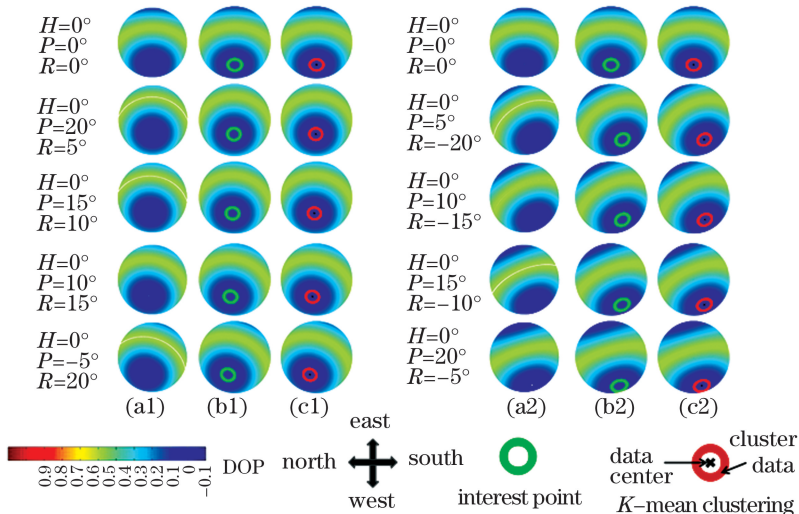 H=0°
P=0°
R=0°
H=0°
P=20°
R=5°
H=0°
P=15°
R=10°
H=0°
P=10°
R=15°
H=0°
P=−5°
R=20°
(a1) (b1) (c1)
H=0°
P=0°
R=0°
H=0°
P=5°
R=−20°
H=0°
P=10°
R=−15°
H=0°
P=15°
R=−10°
H=0°
P=20°
R=−5°
(a2) (b2) (c2)
0.9 0.8 0.7 0.6 0.5 0.4 0.3 0.2 0.1 0 −0.1
DOP
east
north south
west
interest point
cluster
data data
center
K−mean clustering